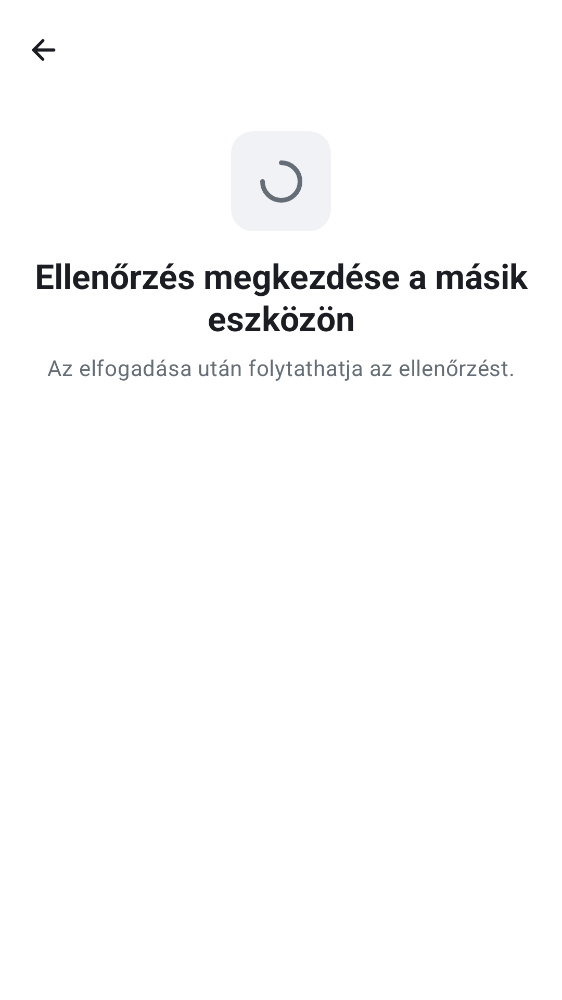 Ellenőrzés megkezdése a másik
eszközön
Az elfogadása után folytathatja az ellenőrzést.